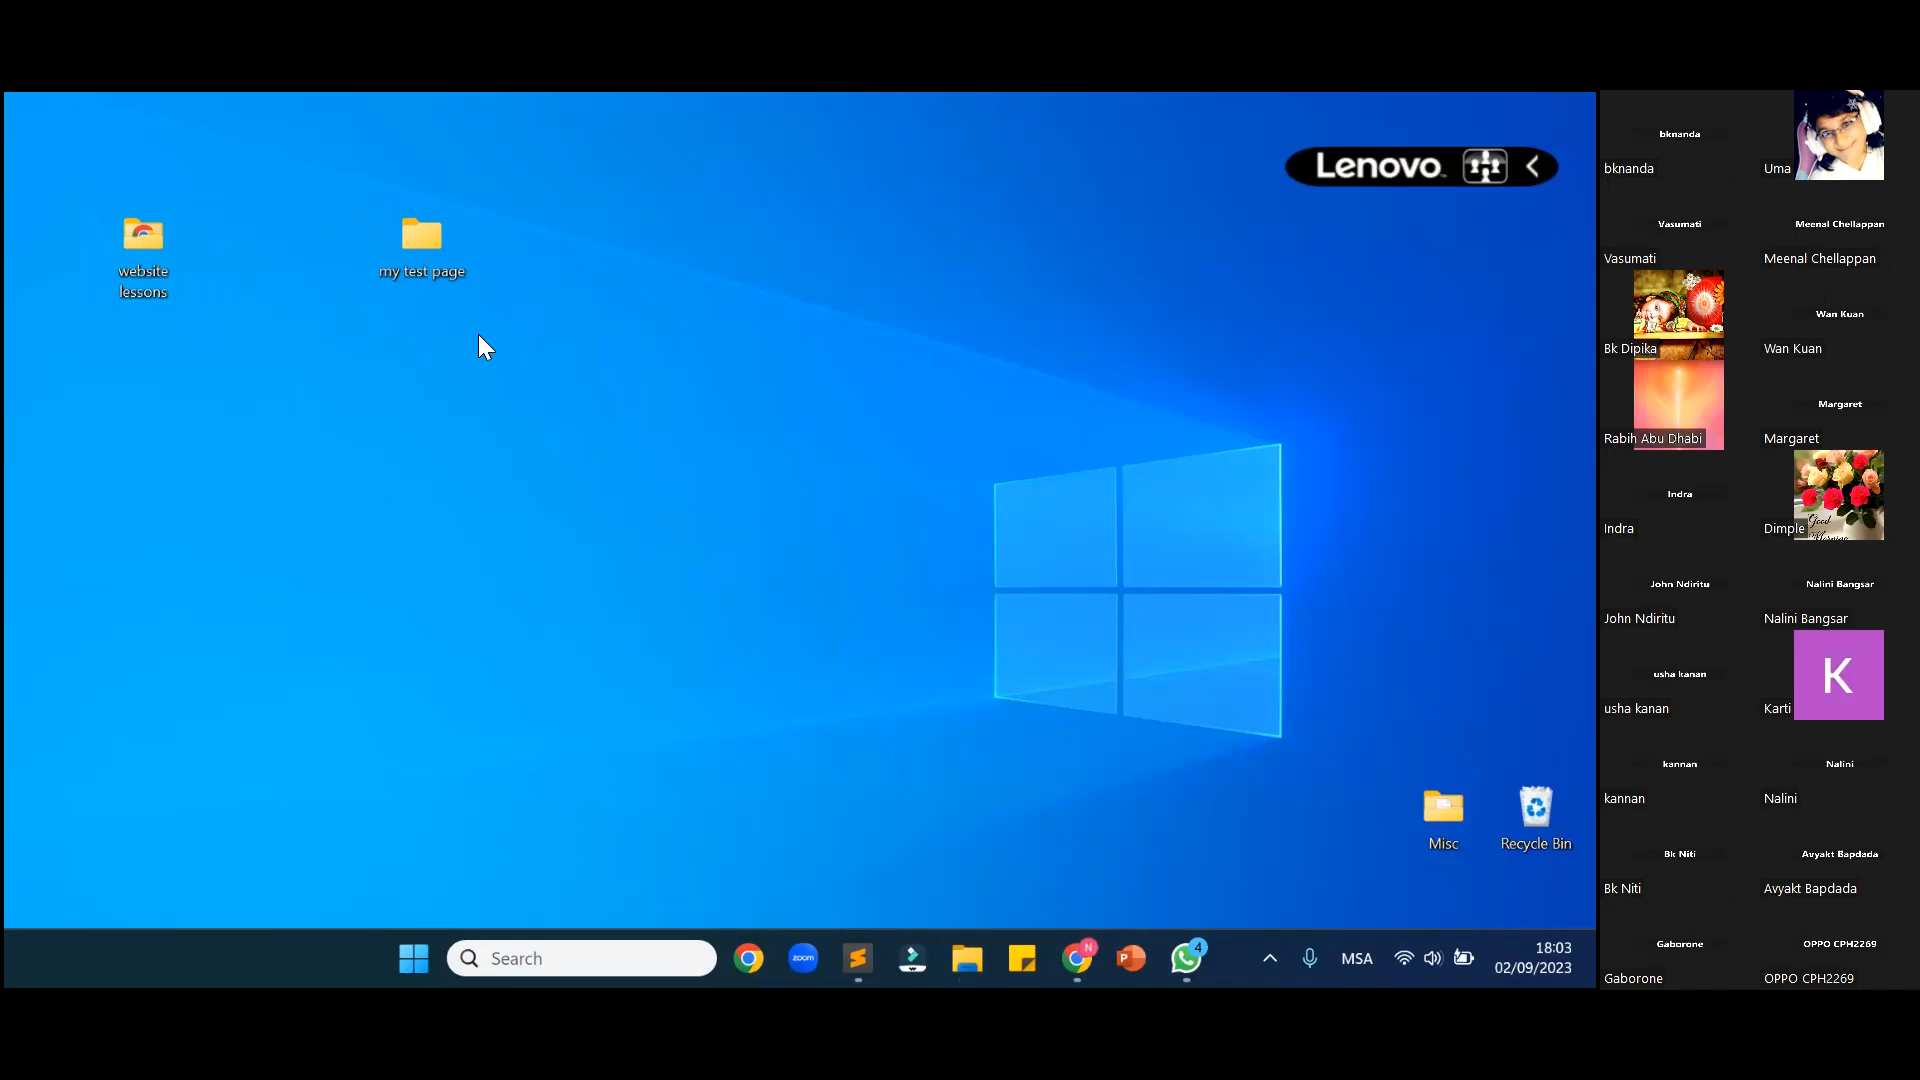 Lenovo
website
lessons
my test page
Misc
Recycle Bin
Search
zoom
N
P
4
MSA
18:03
02/09/2023
bknanda
bknanda
Uma
Vasumati
Vasumati
Meenal Chellappan
Meenal Chellappan
Bk Dipika
Wan Kuan
Wan Kuan
Rabih Abu Dhabi
Margaret
Margaret
Indra
Indra
Good
Dimple
John Ndiritu
John Ndiritu
Nalini Bangsar
Nalini Bangsar
usha kanan
usha kanan
K
Karti
kannan
kannan
Nalini
Nalini
Bk Niti
Bk Niti
Avyakt Bapdada
Avyakt Bapdada
Gaborone
Gaborone
OPPO CPH2269
OPPO CPH2269